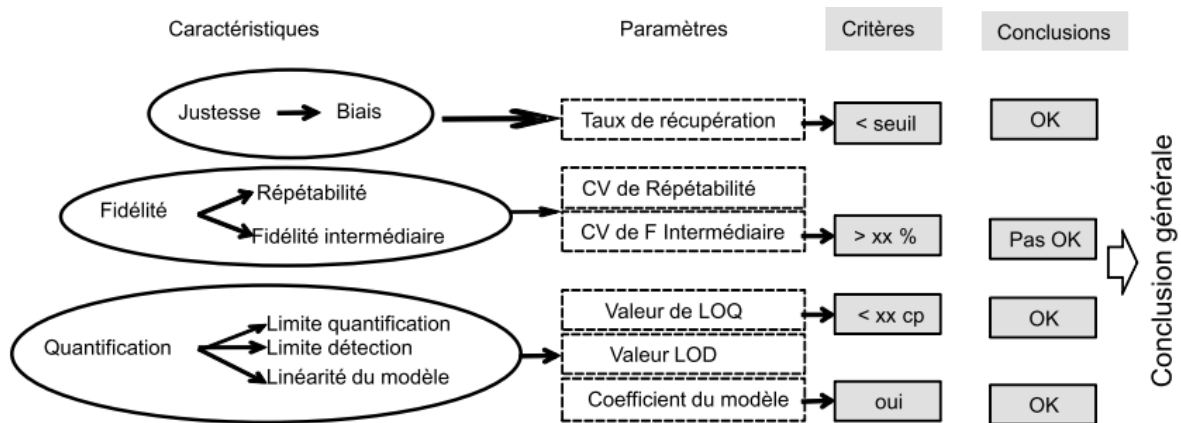 Caractéristiques
Paramètres
Critères
Conclusions
Justesse
Biais
Taux de récupération
< seuil
OK
Fidélité
Répétabilité
Fidélité intermédiaire
CV de Répétabilité
CV de F Intermédiaire
> xx %
Pas OK
Quantification
Limite quantification
Limite détection
Linéarité du modèle
Valeur de LOQ
< xx cp
OK
Valeur LOD
Coefficient du modèle
oui
OK
Conclusion générale